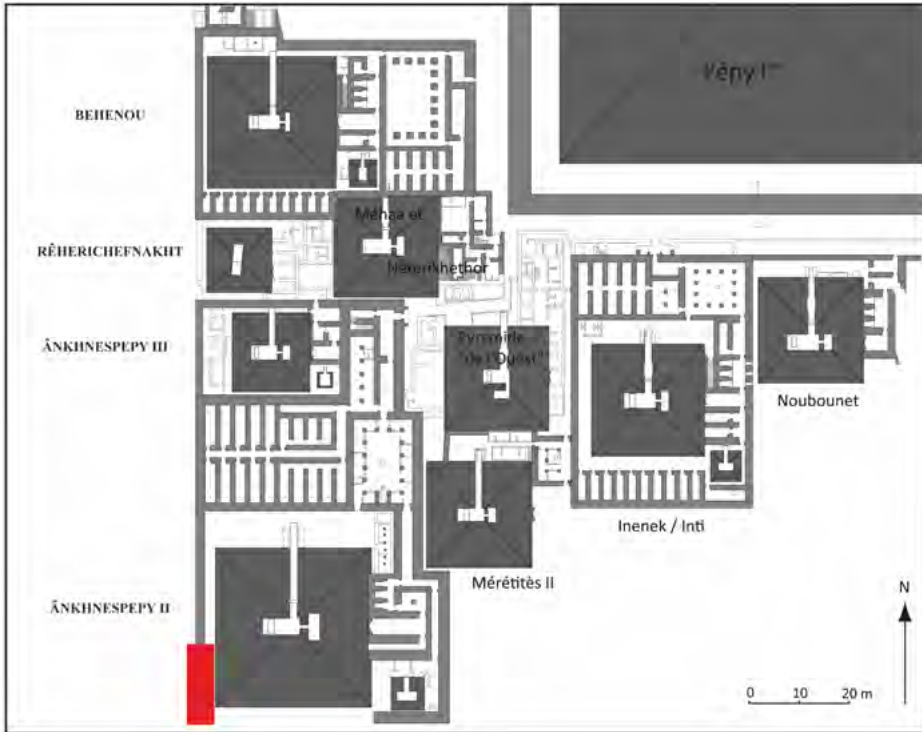 Pépy Iᵉʳ
BEHENOU
Méhaa et
RÊHERICHEFNAKHT
Nérerikhethor
ÂNKHNESPEPY III
Pyramide
"de l'Ouest"
Noubounet
Inenek / Inti
Mérétitès II
ÂNKHNESPEPY II
N
0 10 20 m